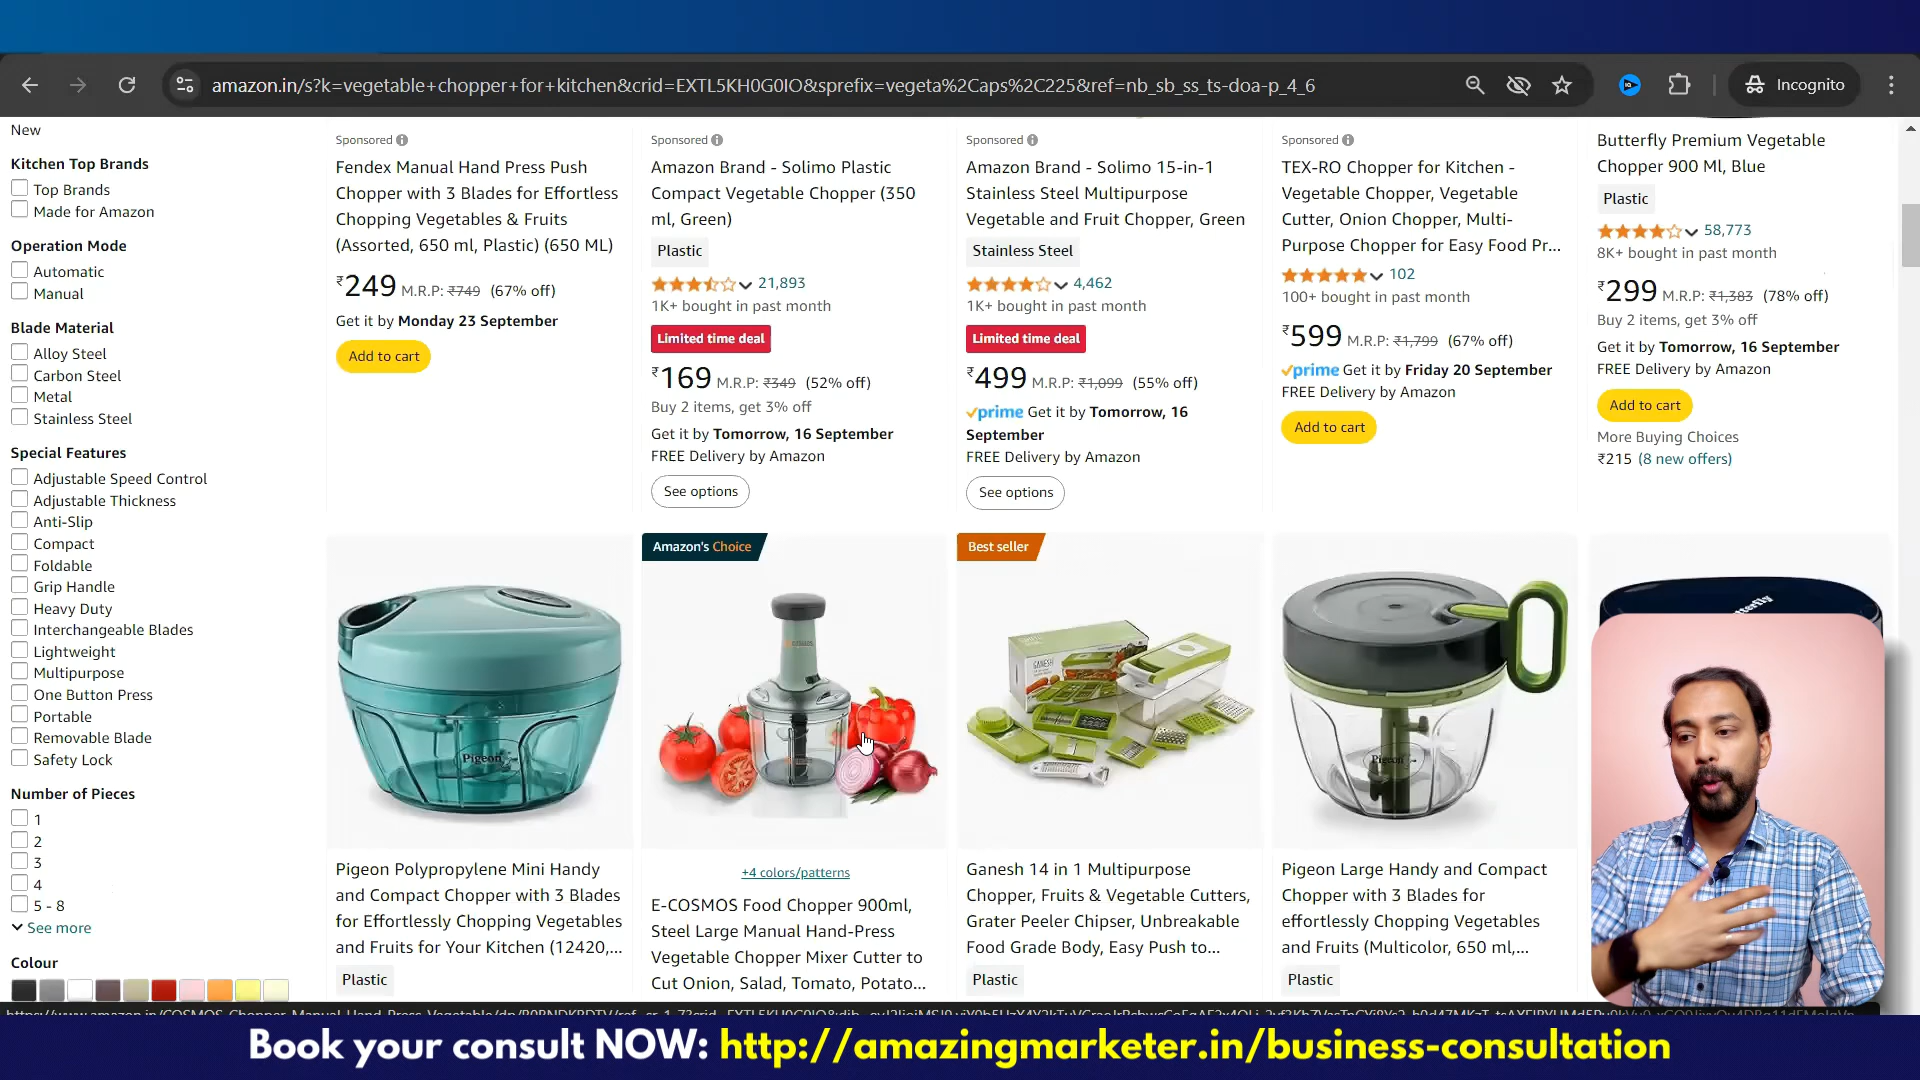 amazon.in/s?k=vegetable+chopper+for+kitchen&crid=EXTL5KH0G0IO&sprefix=vegeta%2Caps%2C225&ref=nb_sb_ss_ts-doa-p_4_6
Incognito
New
Kitchen Top Brands
Top Brands
Made for Amazon
Operation Mode
Automatic
Manual
Blade Material
Alloy Steel
Carbon Steel
Metal
Stainless Steel
Special Features
Adjustable Speed Control
Adjustable Thickness
Anti-Slip
Compact
Foldable
Grip Handle
Heavy Duty
Interchangeable Blades
Lightweight
Multipurpose
One Button Press
Portable
Removable Blade
Safety Lock
Number of Pieces
1
2
3
4
5 - 8
See more
Colour
Sponsored
Fendex Manual Hand Press Push
Chopper with 3 Blades for Effortless
Chopping Vegetables & Fruits
(Assorted, 650 ml, Plastic) (650 ML)
₹249 M.R.P: ₹749 (67% off)
Get it by Monday 23 September
Add to cart
Sponsored
Amazon Brand - Solimo Plastic
Compact Vegetable Chopper (350
ml, Green)
Plastic
21,893
1K+ bought in past month
Limited time deal
₹169 M.R.P: ₹349 (52% off)
Buy 2 items, get 3% off
Get it by Tomorrow, 16 September
FREE Delivery by Amazon
See options
Sponsored
Amazon Brand - Solimo 15-in-1
Stainless Steel Multipurpose
Vegetable and Fruit Chopper, Green
Stainless Steel
4,462
1K+ bought in past month
Limited time deal
₹499 M.R.P: ₹1,099 (55% off)
prime Get it by Tomorrow, 16
September
FREE Delivery by Amazon
See options
Sponsored
TEX-RO Chopper for Kitchen -
Vegetable Chopper, Vegetable
Cutter, Onion Chopper, Multi-
Purpose Chopper for Easy Food Pr...
102
100+ bought in past month
₹599 M.R.P: ₹1,799 (67% off)
prime Get it by Friday 20 September
FREE Delivery by Amazon
Add to cart
Butterfly Premium Vegetable
Chopper 900 Ml, Blue
Plastic
58,773
8K+ bought in past month
₹299 M.R.P: ₹1,383 (78% off)
Buy 2 items, get 3% off
Get it by Tomorrow, 16 September
FREE Delivery by Amazon
Add to cart
More Buying Choices
₹215 (8 new offers)
Pigeon
Pigeon Polypropylene Mini Handy
and Compact Chopper with 3 Blades
for Effortlessly Chopping Vegetables
and Fruits for Your Kitchen (12420,...
Plastic
Amazon's Choice
+4 colors/patterns
E-COSMOS Food Chopper 900ml,
Steel Large Manual Hand-Press
Vegetable Chopper Mixer Cutter to
Cut Onion, Salad, Tomato, Potato...
Best seller
GANESH
Ganesh 14 in 1 Multipurpose
Chopper, Fruits & Vegetable Cutters,
Grater Peeler Chipser, Unbreakable
Food Grade Body, Easy Push to...
Plastic
Pigeon
Pigeon Large Handy and Compact
Chopper with 3 Blades for
effortlessly Chopping Vegetables
and Fruits (Multicolor, 650 ml,...
Plastic
Book your consult NOW: http://amazingmarketer.in/business-consultation